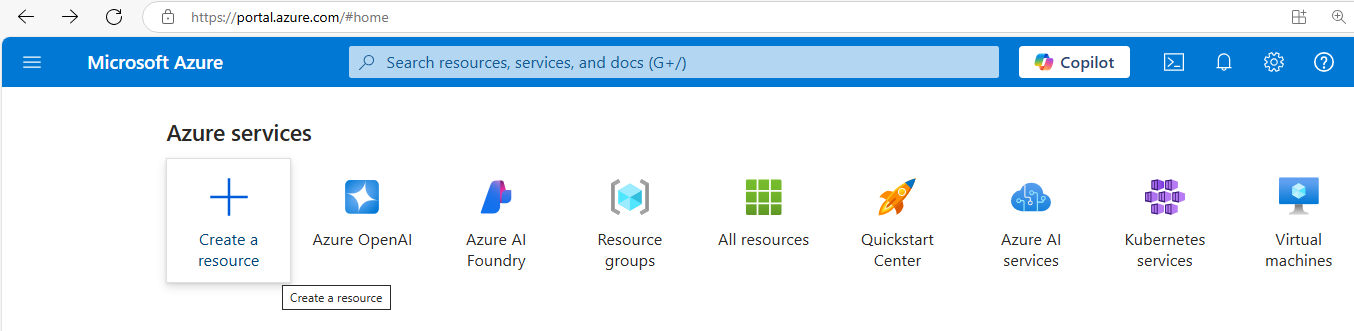 https://portal.azure.com/#home
Microsoft Azure
Search resources, services, and docs (G+/)
Copilot
Azure services
Create a
resource
Azure OpenAI
Azure AI
Foundry
Resource
groups
All resources
Quickstart
Center
Azure AI
services
Kubernetes
services
Virtual
machines
Create a resource